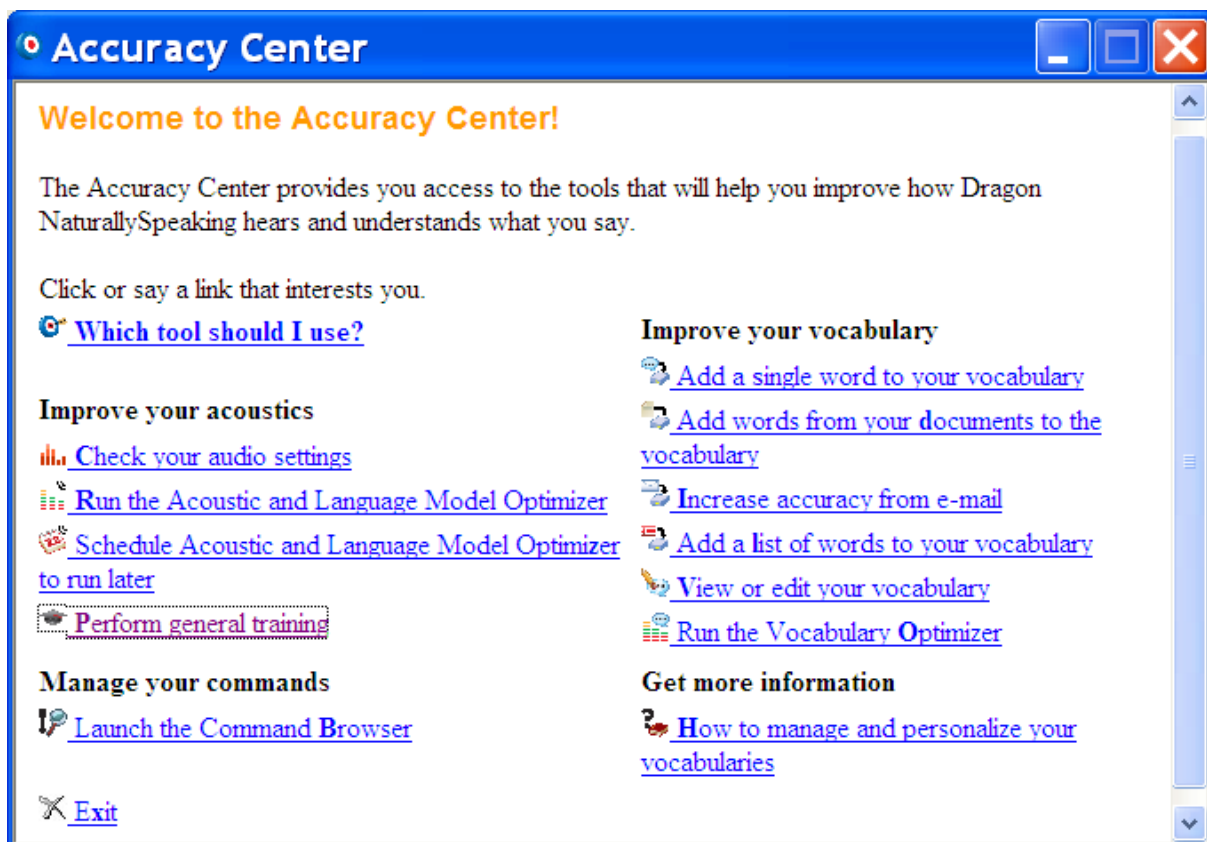 Accuracy Center
Welcome to the Accuracy Center!
The Accuracy Center provides you access to the tools that will help you improve how Dragon
NaturallySpeaking hears and understands what you say.
Click or say a link that interests you.
Which tool should I use?
Improve your acoustics
Check your audio settings
Run the Acoustic and Language Model Optimizer
Schedule Acoustic and Language Model Optimizer
to run later
Perform general training
Manage your commands
Launch the Command Browser
Exit
Improve your vocabulary
Add a single word to your vocabulary
Add words from your documents to the
vocabulary
Increase accuracy from e-mail
Add a list of words to your vocabulary
View or edit your vocabulary
Run the Vocabulary Optimizer
Get more information
How to manage and personalize your
vocabularies